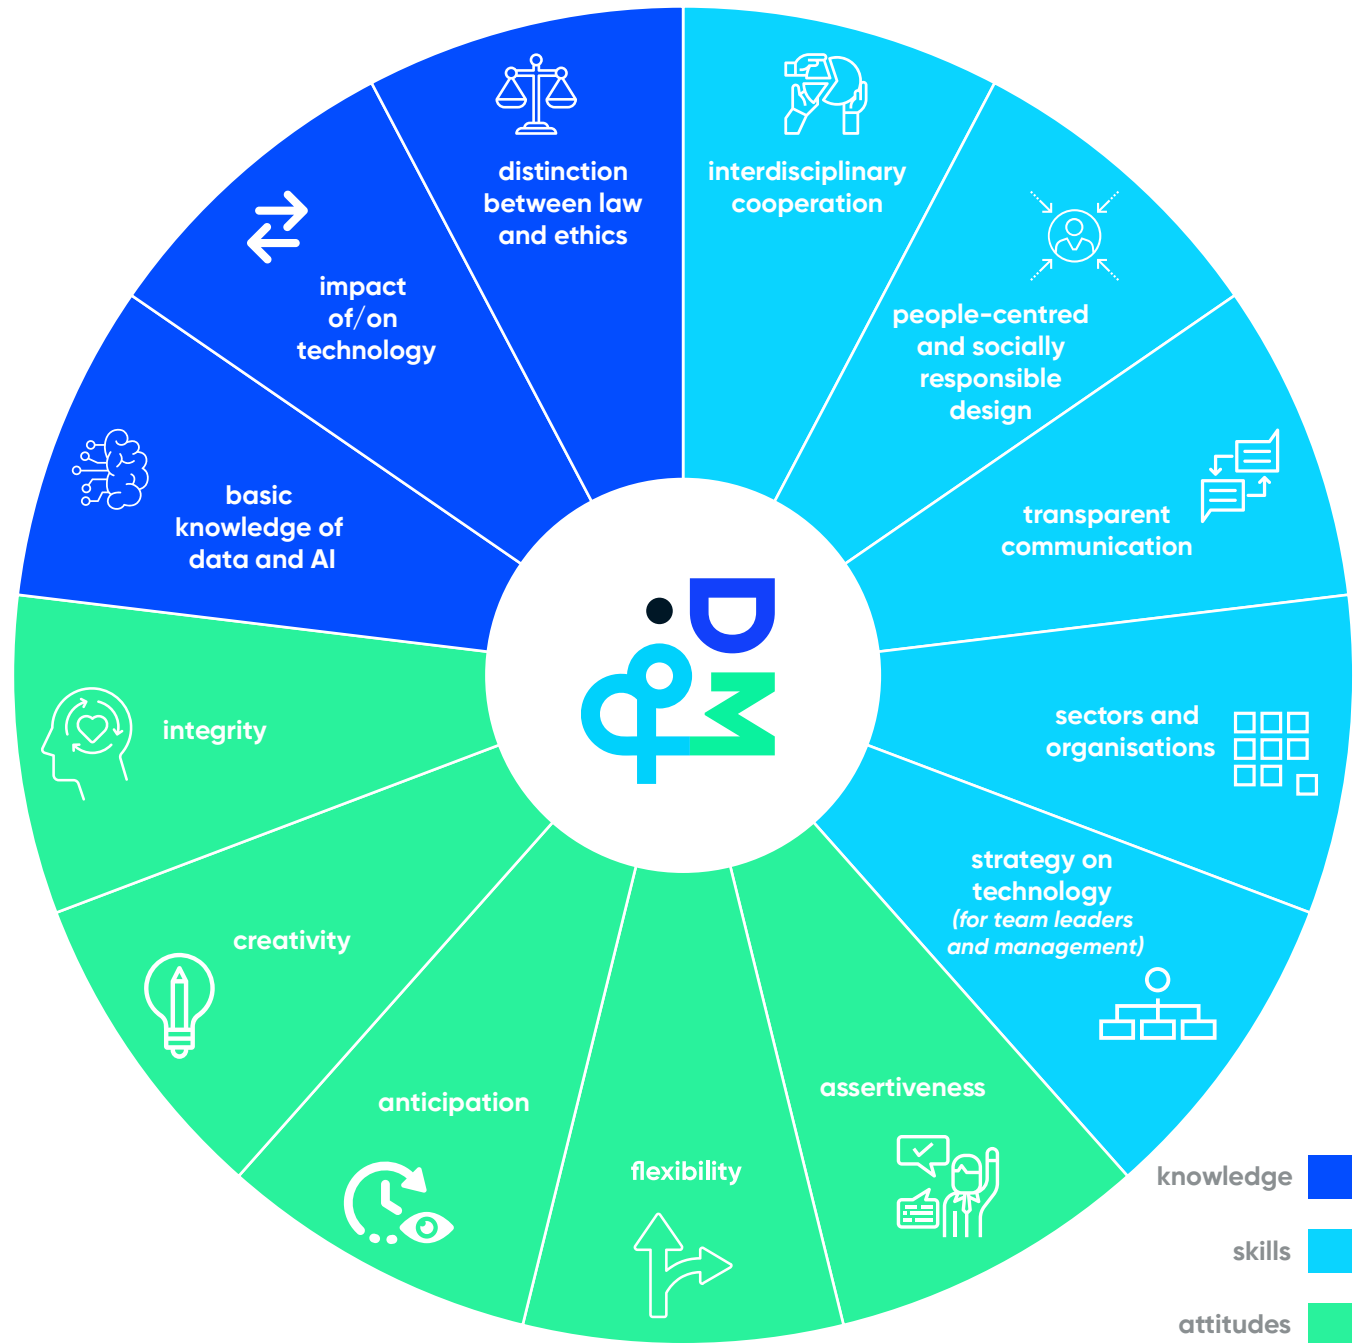 distinction
between law
and ethics
interdisciplinary
cooperation
people-centred
and socially
responsible
design
transparent
communication
sectors and
organisations
strategy on
technology
(for team leaders
and management)
assertiveness
flexibility
anticipation
creativity
integrity
basic
knowledge of
data and AI
impact
of/on
technology
D
M
knowledge
skills
attitudes